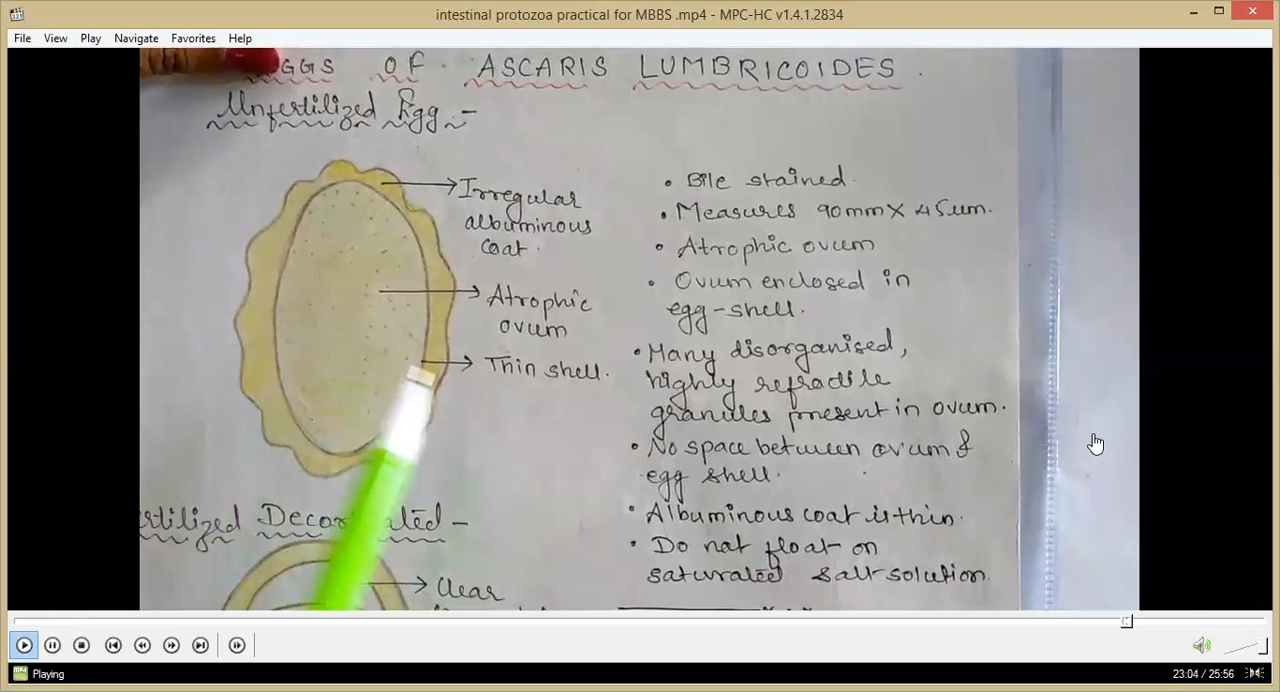 intestinal protozoa practical for MBBS .mp4 - MPC-HC v1.4.1.2834
File View Play Navigate Favorites Help
GGS OF ASCARIS LUMBRICOIDES.
Unfertilized Egg :-
Irregular
albuminous
coat.
Atrophic
ovum
Thin shell.
• Bile stained.
• Measures 90mm X 45um.
• Atrophic ovum
• Ovum enclosed in
egg-shell.
• Many disorganised,
highly refradile
granules present in ovum.
• No space between ovum &
egg shell.
• Albuminous coat is thin.
• Do not float on
saturated salt solution.
Clear
Playing
23:04 / 25:56